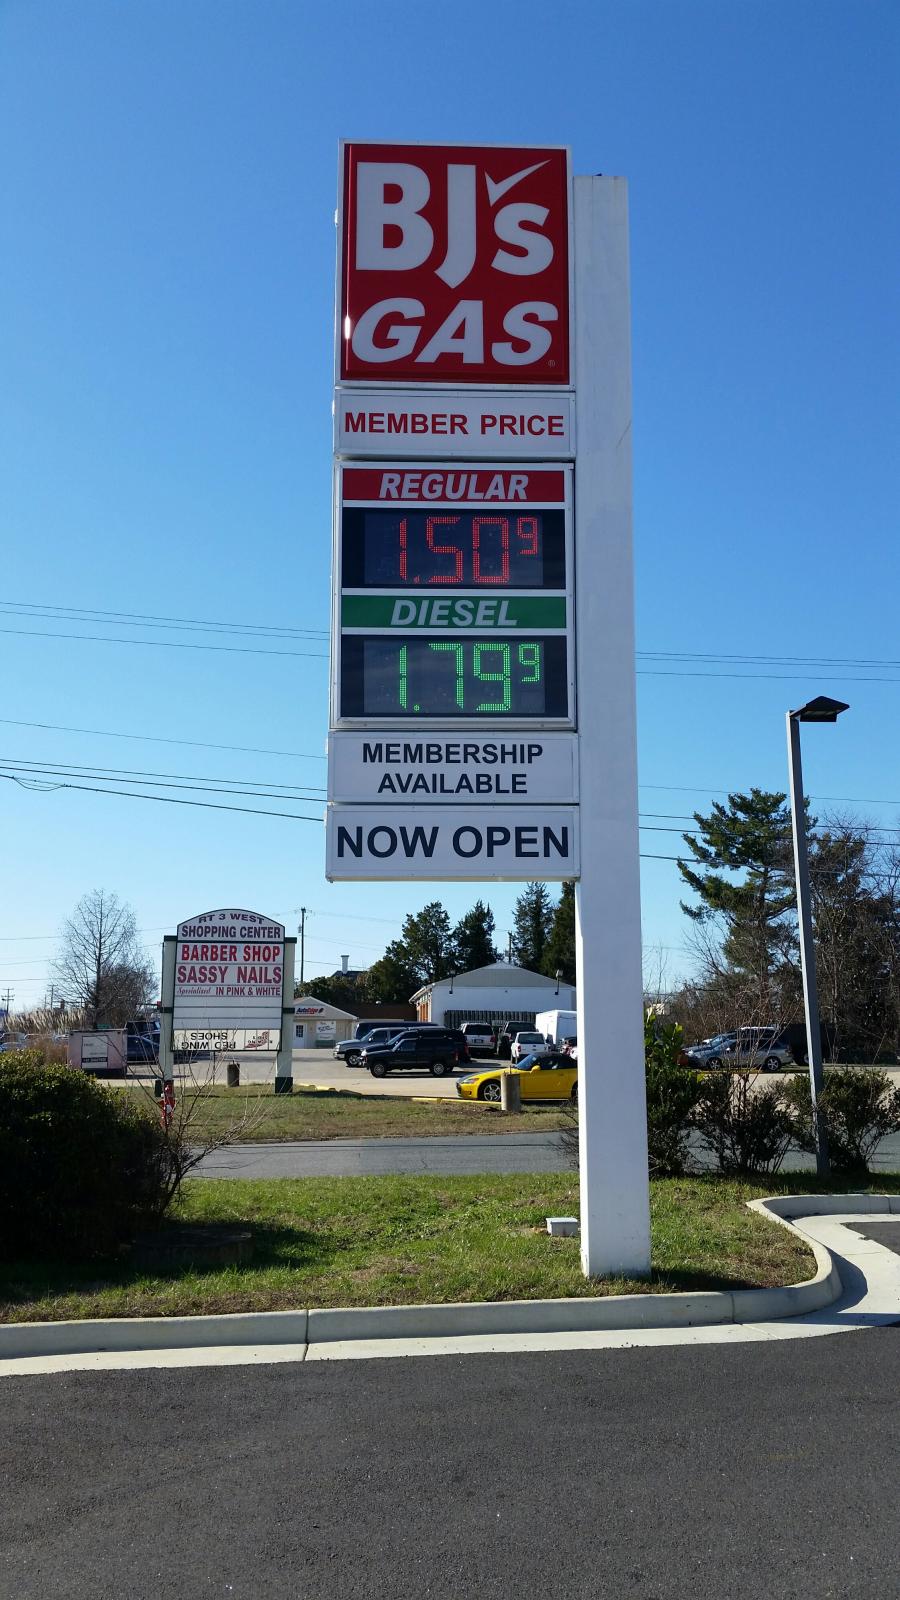 BJ's
GAS
MEMBER PRICE
REGULAR
1.50 9
DIESEL
1.79 9
MEMBERSHIP
AVAILABLE
NOW OPEN
RT 3 WEST
SHOPPING CENTER
BARBER SHOP
SASSY NAILS
Specialized IN PINK & WHITE
RED WING
SHOES